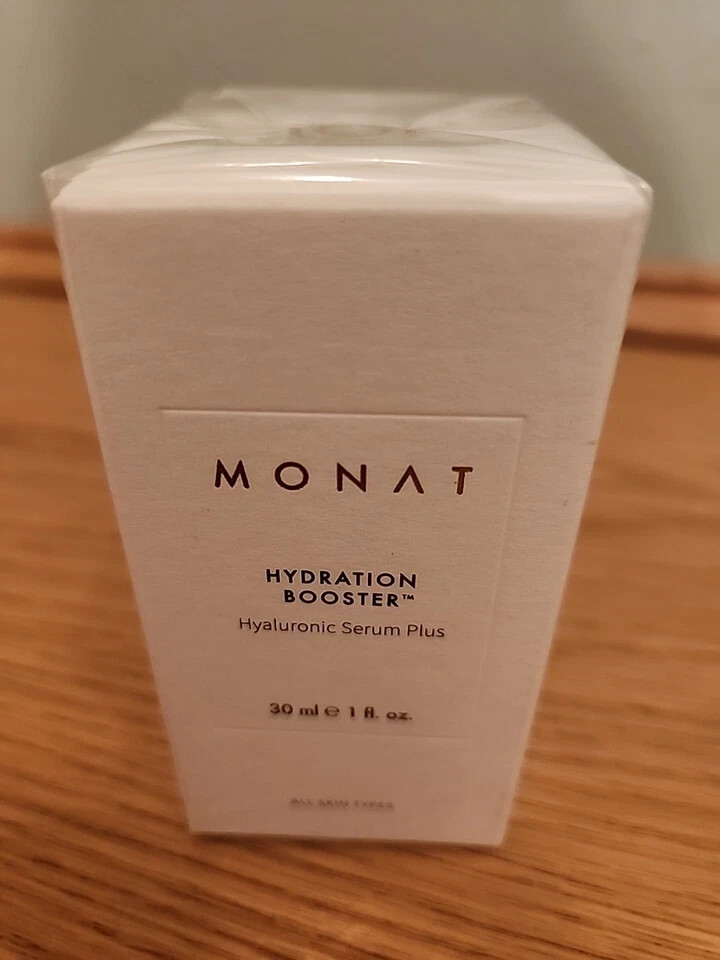 MONAT
HYDRATION
BOOSTER™
Hyaluronic Serum Plus
30 ml ℮ 1 fl. oz.
ALL SKIN TYPES